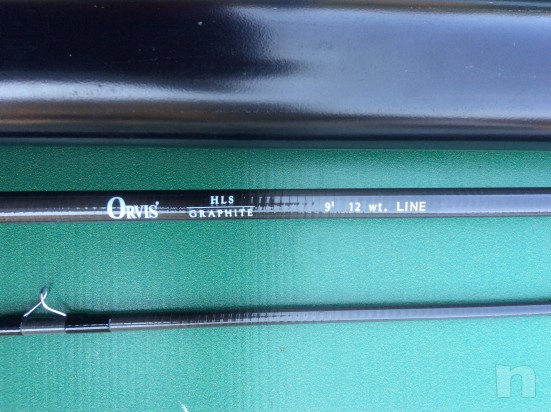 ORVIS HLS GRAPHITE 9' 12 wt. LINE
n